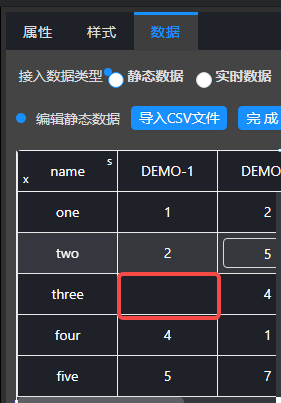 属性 样式 数据
接入数据类型 静态数据 实时数据
编辑静态数据 导入CSV文件 完 成
name s x DEMO-1 DEMO
one 1 2
two 2 5
three 4
four 4 1
five 5 7